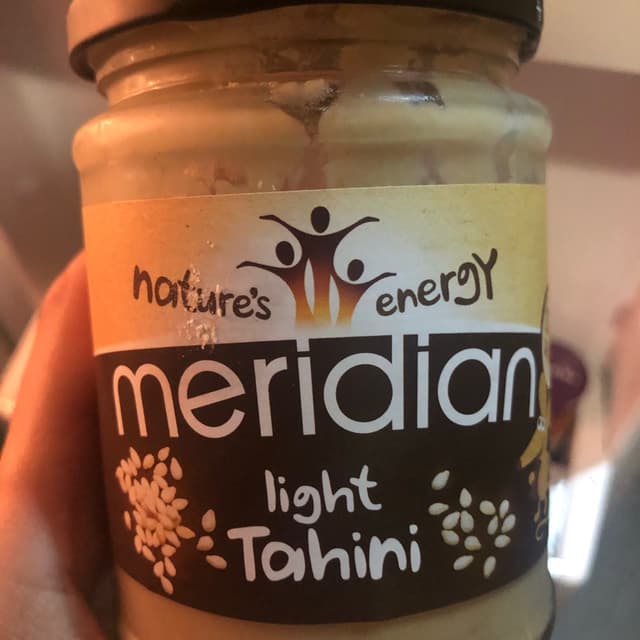 nature's energy
meridian
light
Tahini